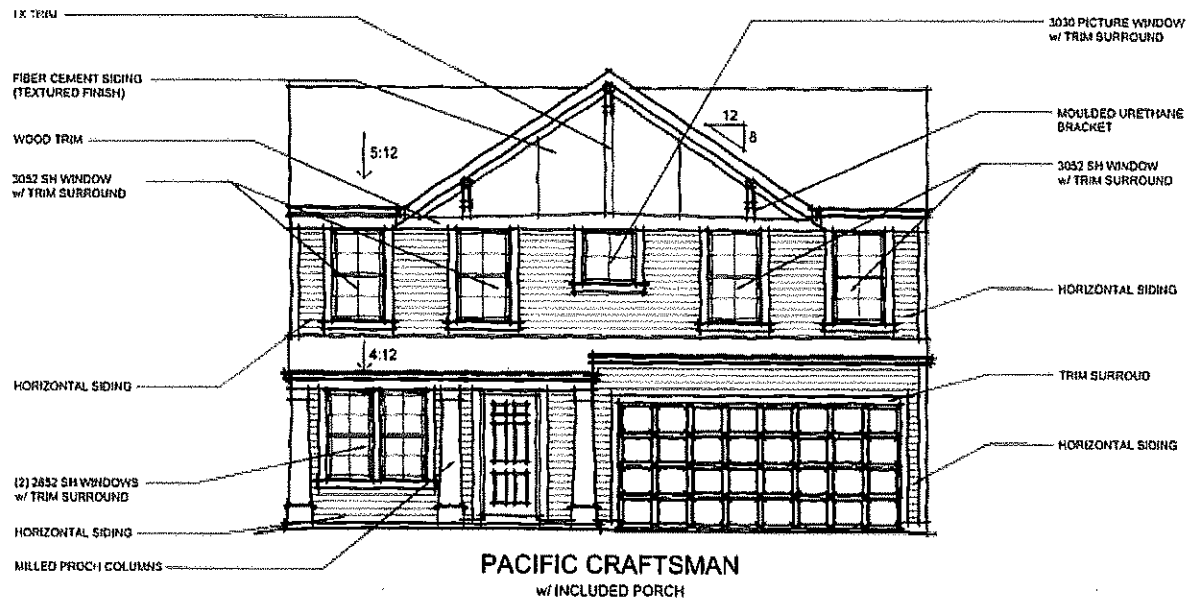 1X TRIM
FIBER CEMENT SIDING
(TEXTURED FINISH)
WOOD TRIM
3052 SH WINDOW
w/ TRIM SURROUND
HORIZONTAL SIDING
(2) 2852 SH WINDOWS
w/ TRIM SURROUND
HORIZONTAL SIDING
MILLED PROCH COLUMNS
5:12
4:12
12
8
3030 PICTURE WINDOW
w/ TRIM SURROUND
MOULDED URETHANE
BRACKET
3052 SH WINDOW
w/ TRIM SURROUND
HORIZONTAL SIDING
TRIM SURROUD
HORIZONTAL SIDING
PACIFIC CRAFTSMAN
w/ INCLUDED PORCH